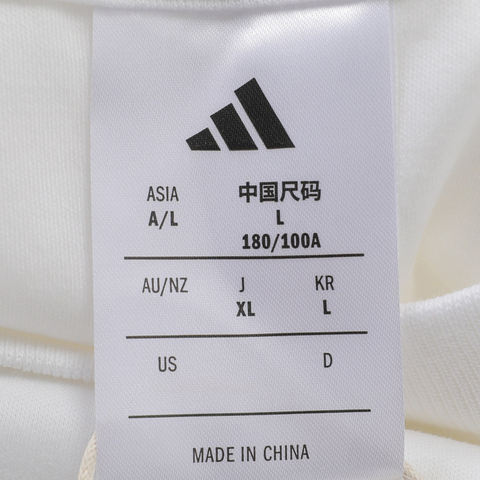 ASIA 中国尺码
A/L L
180/100A
AU/NZ J KR
XL L
US D
MADE IN CHINA